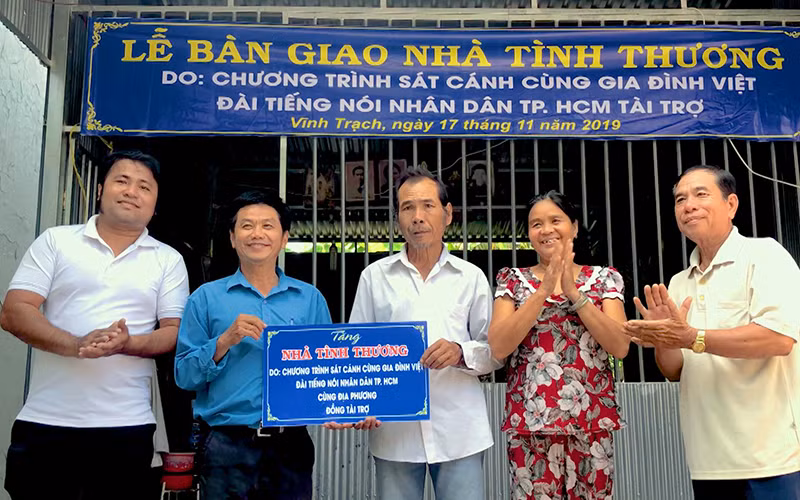 LỄ BÀN GIAO NHÀ TÌNH THƯƠNG
DO: CHƯƠNG TRÌNH SÁT CÁNH CÙNG GIA ĐÌNH VIỆT
ĐÀI TIẾNG NÓI NHÂN DÂN TP. HCM TÀI TRỢ
Vĩnh Trạch, ngày 17 tháng 11 năm 2019
Tặng
NHÀ TÌNH THƯƠNG
DO: CHƯƠNG TRÌNH SÁT CÁNH CÙNG GIA ĐÌNH VIỆT
ĐÀI TIẾNG NÓI NHÂN DÂN TP. HCM
CÙNG ĐỊA PHƯƠNG
ĐỒNG TÀI TRỢ